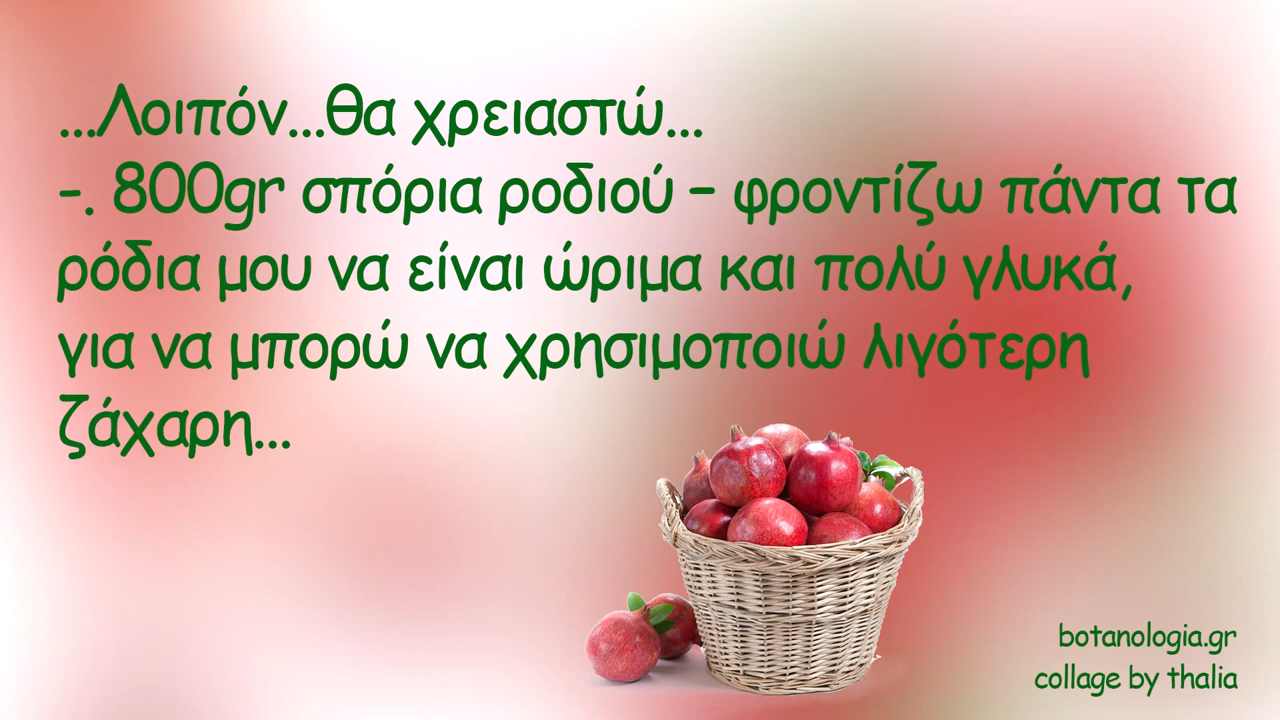 ...Λοιπόν...θα χρειαστώ...
-. 800gr σπόρια ροδιού – φροντίζω πάντα τα
ρόδια μου να είναι ώριμα και πολύ γλυκά,
για να μπορώ να χρησιμοποιώ λιγότερη
ζάχαρη...
botanologia.gr
collage by thalia